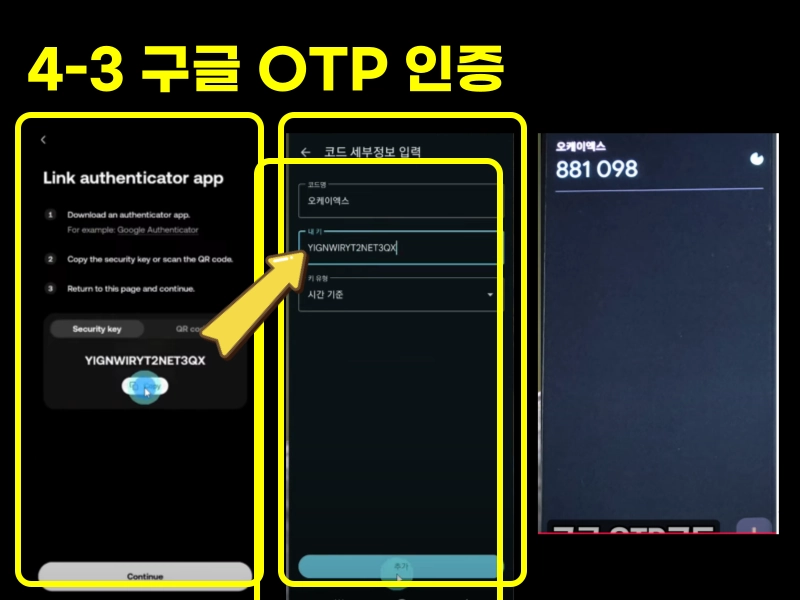 4-3 구글 OTP 인증
Link authenticator app
1 Download an authenticator app.
For example: Google Authenticator
2 Copy the security key or scan the QR code.
3 Return to this page and continue.
Security key
QR
YIGNWIRYT2NET3QX
Continue
코드 세부정보 입력
코드명
오케이엑스
내 키
YIGNWIRYT2NET3QX
키 유형
시간 기준
추가
오케이엑스
881 098